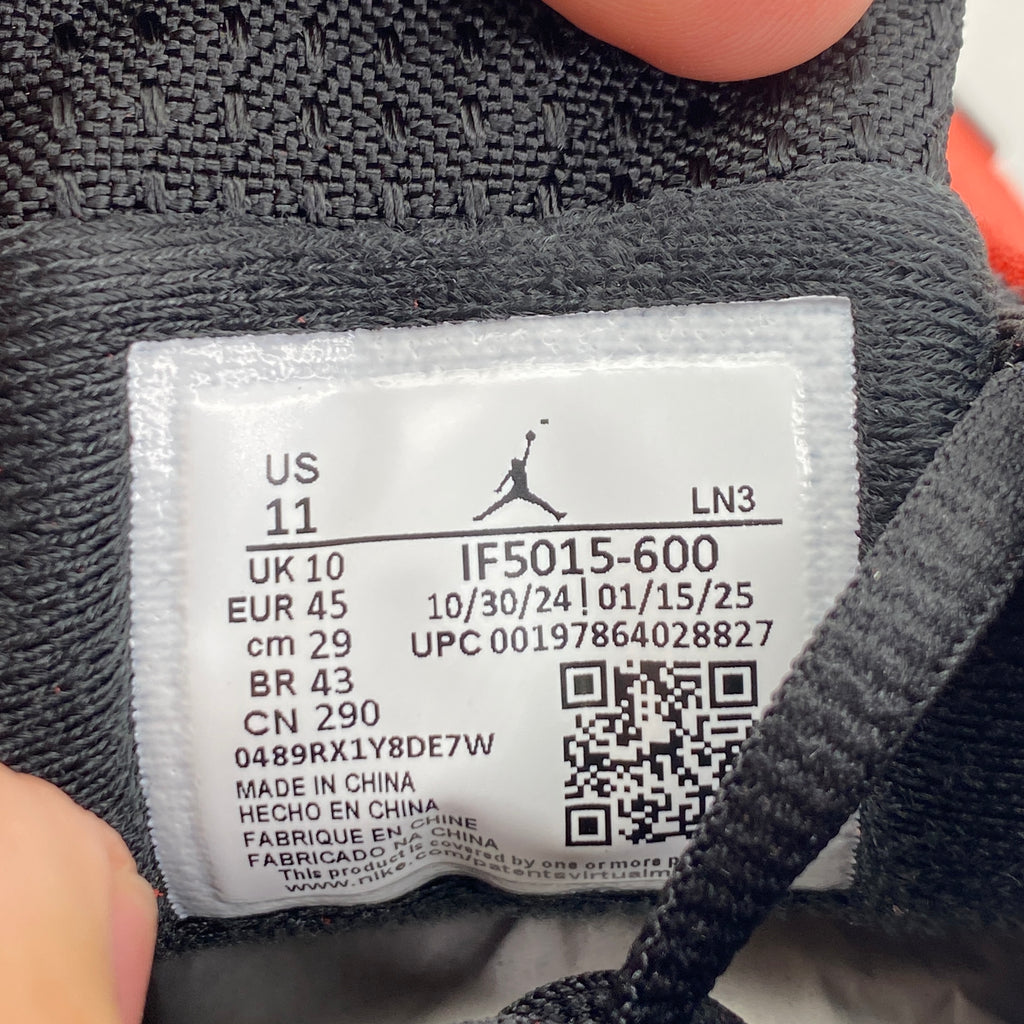 US
11
LN3
UK 10
IF5015-600
EUR 45
10/30/24 | 01/15/25
cm 29
UPC 00197864028827
BR 43
CN 290
0489RX1Y8DE7W
MADE IN CHINA
HECHO EN CHINA
FABRIQUE EN CHINE
FABRICADO NA CHINA
This product is covered by one or more
www.nike.com/patentsvirtualm